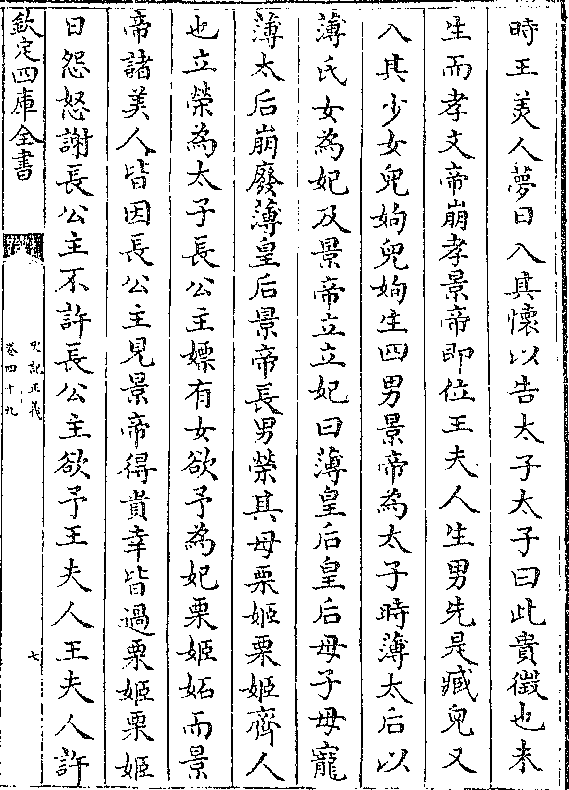 時王美人夢日入其懷以告太子太子曰此貴徵也未
生而孝文帝崩孝景帝即位王夫人生男先是臧兒又
入其少女兒姁兒姁生四男景帝為太子時薄太后以
薄氏女為妃及景帝立立妃曰薄皇后皇后母子母寵
薄太后崩廢薄皇后景帝長男榮其母栗姬栗姬齊人
也立榮為太子長公主嫖有女欲予為妃栗姬妬而景
帝諸美人皆因長公主見景帝得貴幸皆過栗姬栗姬
日怨怒謝長公主不許長公主欲予王夫人王夫人許
欽定四庫全書
史記正義
卷四十九
七